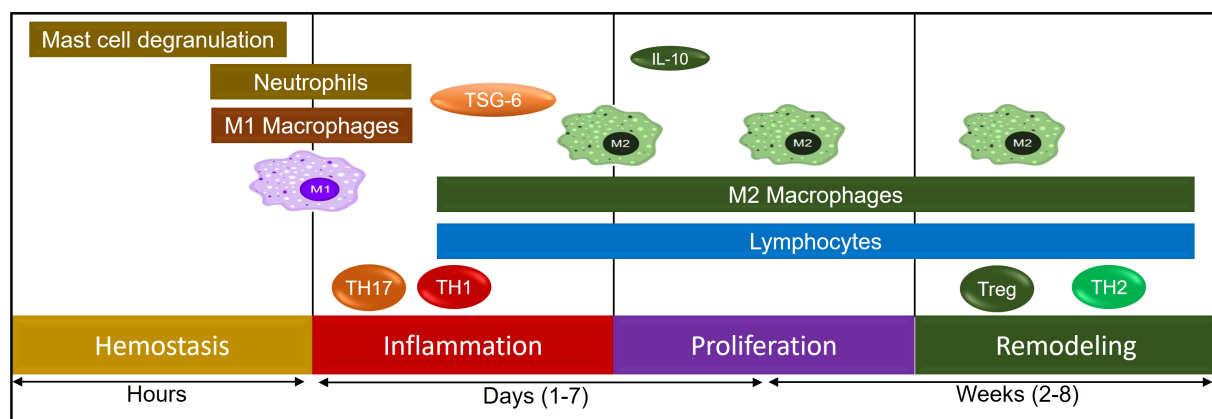 Mast cell degranulation
IL-10
Neutrophils
TSG-6
M1 Macrophages
M2
M2
M2
M1
M2 Macrophages
Lymphocytes
TH17
TH1
Treg
TH2
Hemostasis
Inflammation
Proliferation
Remodeling
Hours
Days (1-7)
Weeks (2-8)